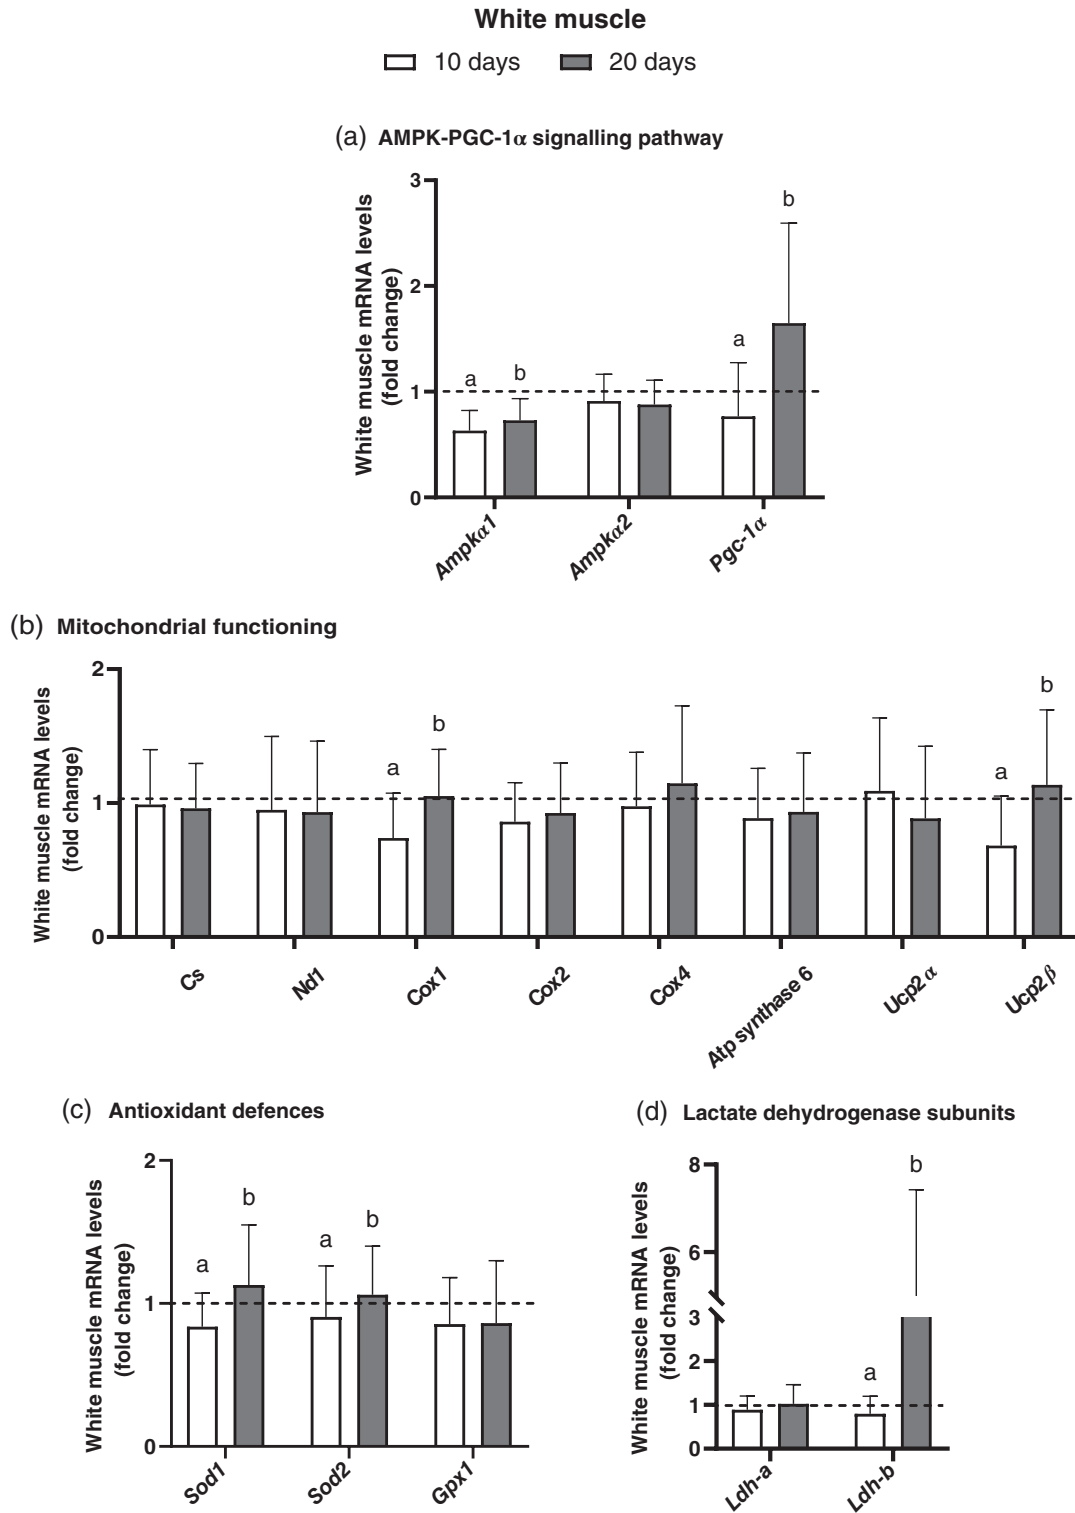 White muscle
10 days 20 days
(a) AMPK-PGC-1α signalling pathway
White muscle mRNA levels
(fold change)
3
2
1
0
a b a b
Ampkα1 Ampkα2 Pgc-1α
(b) Mitochondrial functioning
White muscle mRNA levels
(fold change)
2
1
0
a b a b
Cs Nd1 Cox1 Cox2 Cox4 Atp synthase 6 Ucp2α Ucp2β
(c) Antioxidant defences
White muscle mRNA levels
(fold change)
2
1
0
a b a b
Sod1 Sod2 Gpx1
(d) Lactate dehydrogenase subunits
White muscle mRNA levels
(fold change)
8
6
3
2
1
0
a b
Ldh-a Ldh-b